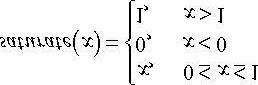 x, 0 ≤ x ≤ 1
saturate(x) = { 0, x < 0
1, x > 1